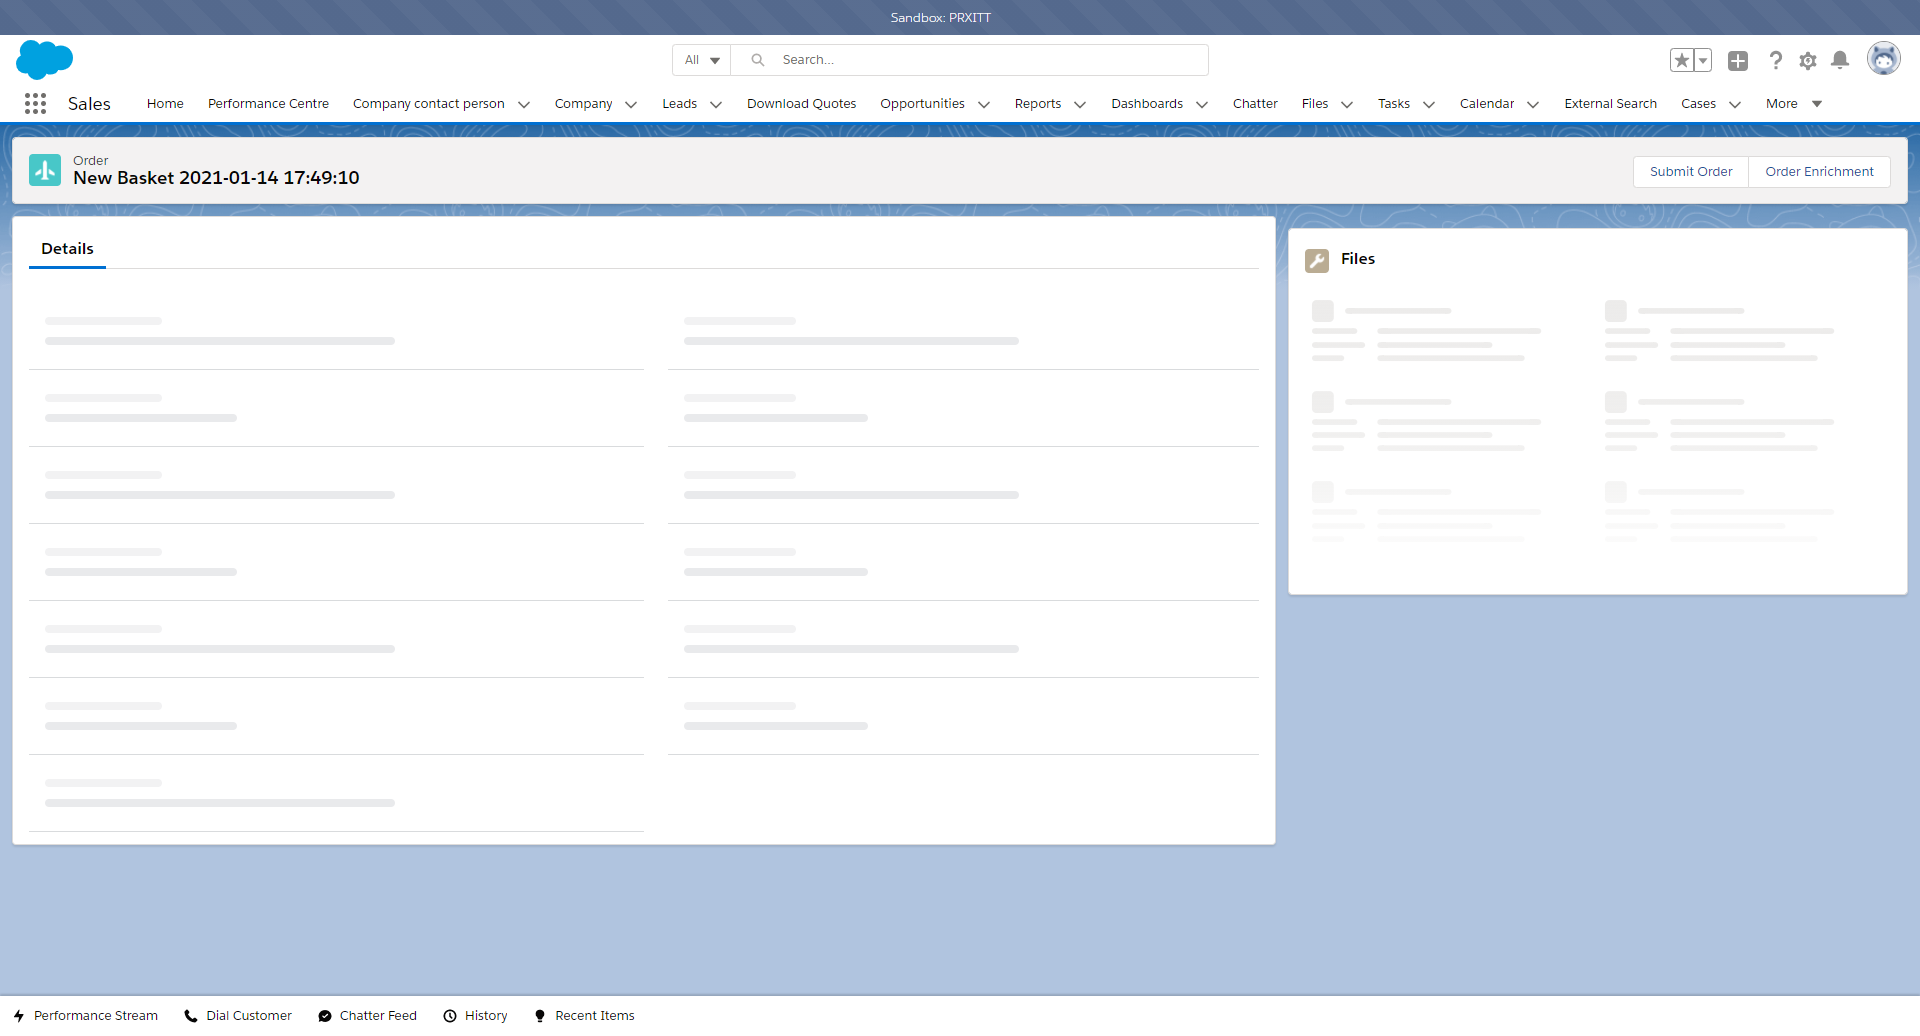 Sandbox: PRXITT
All
Search...
Sales
Home
Performance Centre
Company contact person
Company
Leads
Download Quotes
Opportunities
Reports
Dashboards
Chatter
Files
Tasks
Calendar
External Search
Cases
More
Order
New Basket 2021-01-14 17:49:10
Submit Order
Order Enrichment
Details
Files
Performance Stream
Dial Customer
Chatter Feed
History
Recent Items